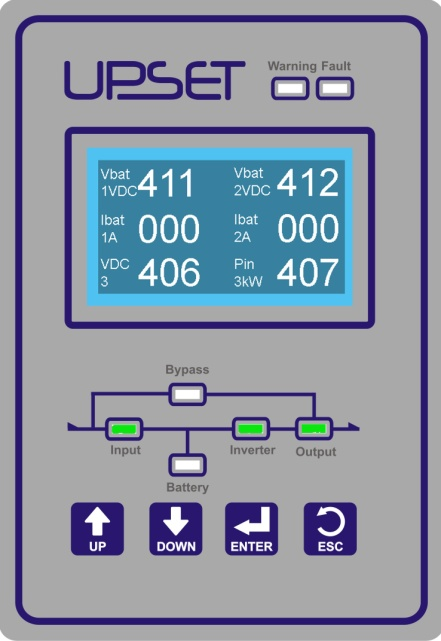 UPSET
Warning Fault
Vbat 1VDC 411 Vbat 2VDC 412
Ibat 1A 000 Ibat 2A 000
VDC 3 406 Pin 3kW 407
Bypass
Input Inverter Output
Battery
UP DOWN ENTER ESC